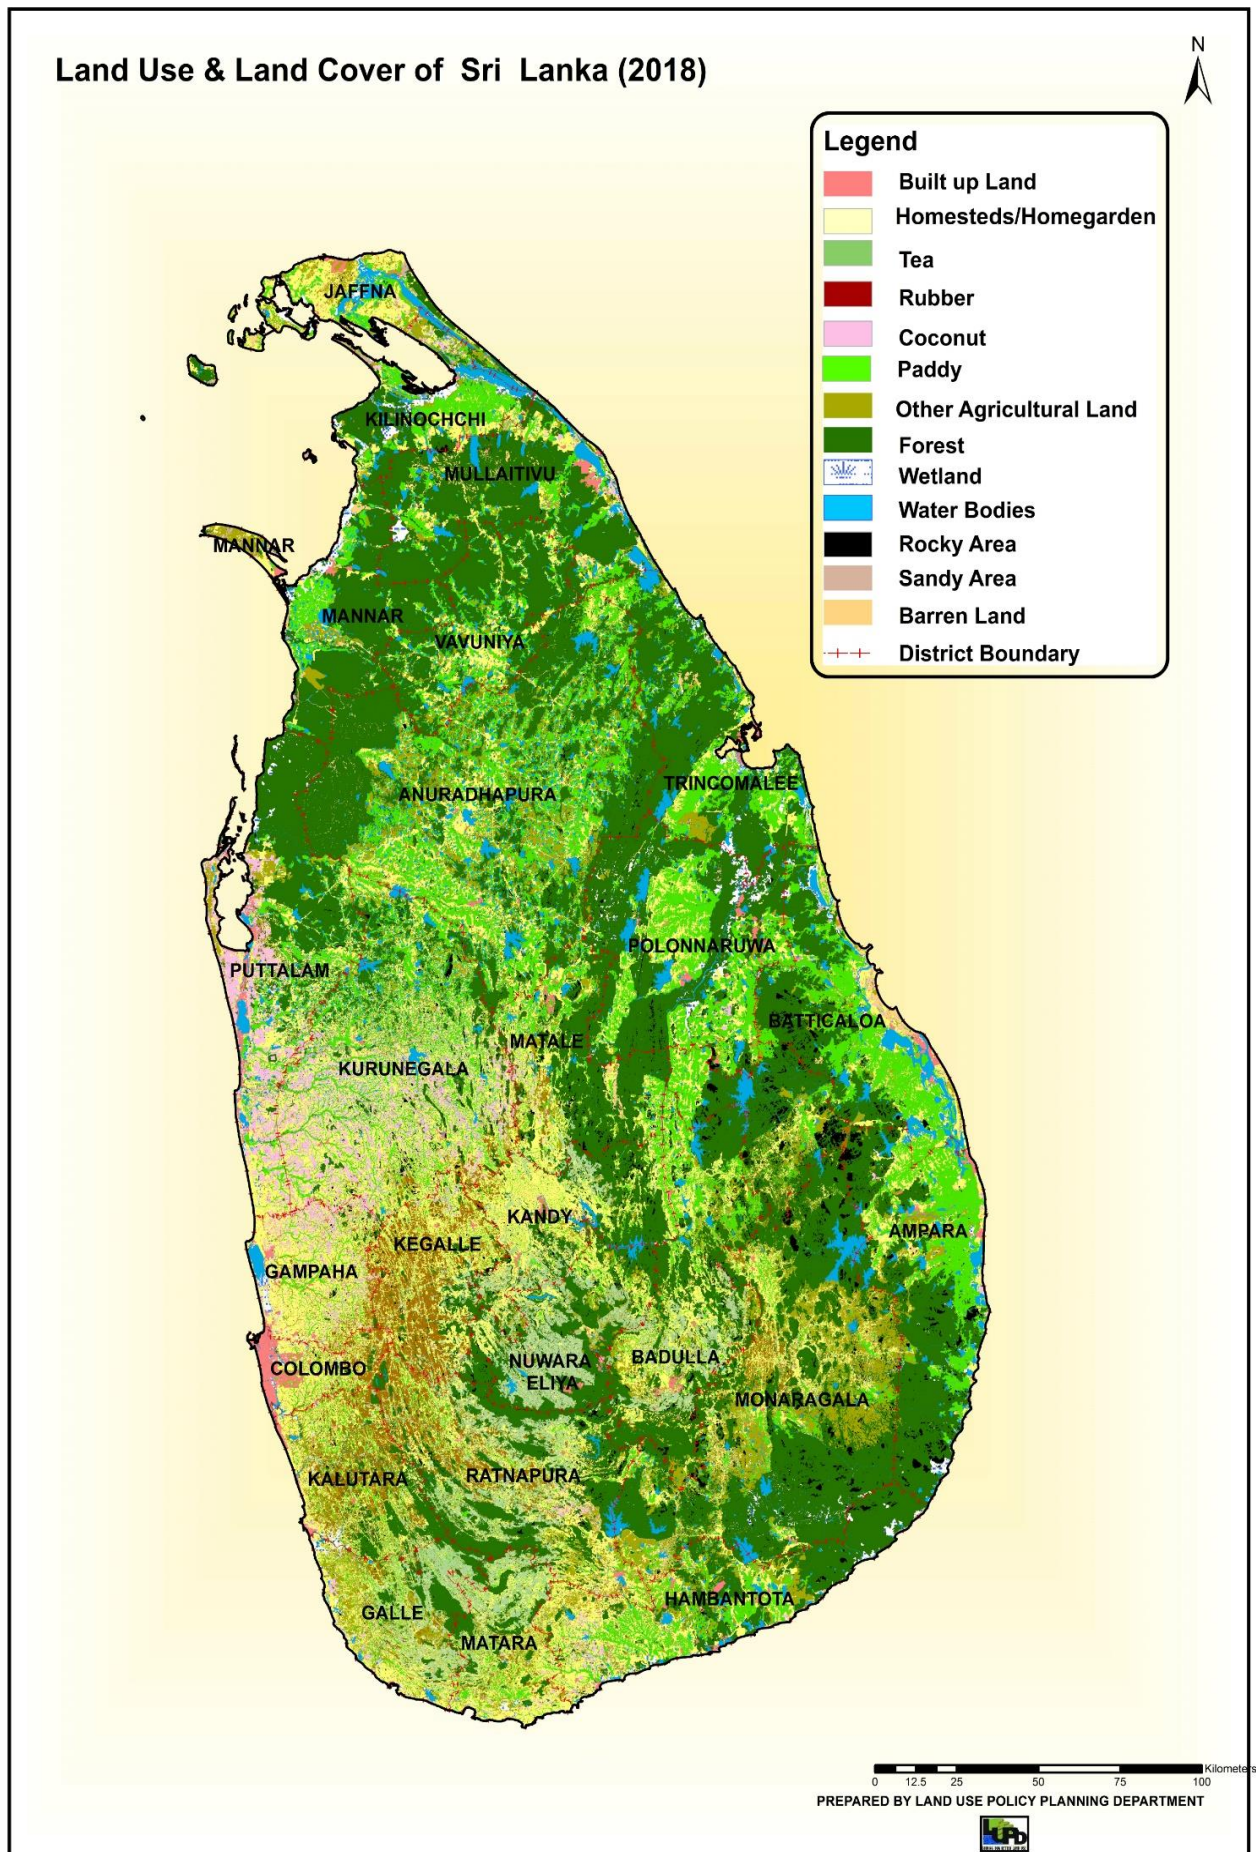 Land Use & Land Cover of Sri Lanka (2018)
N
Legend
Built up Land
Homesteds/Homegarden
Tea
Rubber
Coconut
Paddy
Other Agricultural Land
Forest
Wetland
Water Bodies
Rocky Area
Sandy Area
Barren Land
District Boundary
JAFFNA
KILINOCHCHI
MULLAITIVU
MANNAR
MANNAR
VAVUNIYA
TRINCOMALEE
ANURADHAPURA
POLONNARUWA
PUTTALAM
BATTICALOA
MATALE
KURUNEGALA
KANDY
AMPARA
KEGALLE
GAMPAHA
COLOMBO
NUWARA
ELIYA
BADULLA
MONARAGALA
KALUTARA
RATNAPURA
HAMBANTOTA
GALLE
MATARA
Kilometers
0 12.5 25 50 75 100
PREPARED BY LAND USE POLICY PLANNING DEPARTMENT
LUPPD